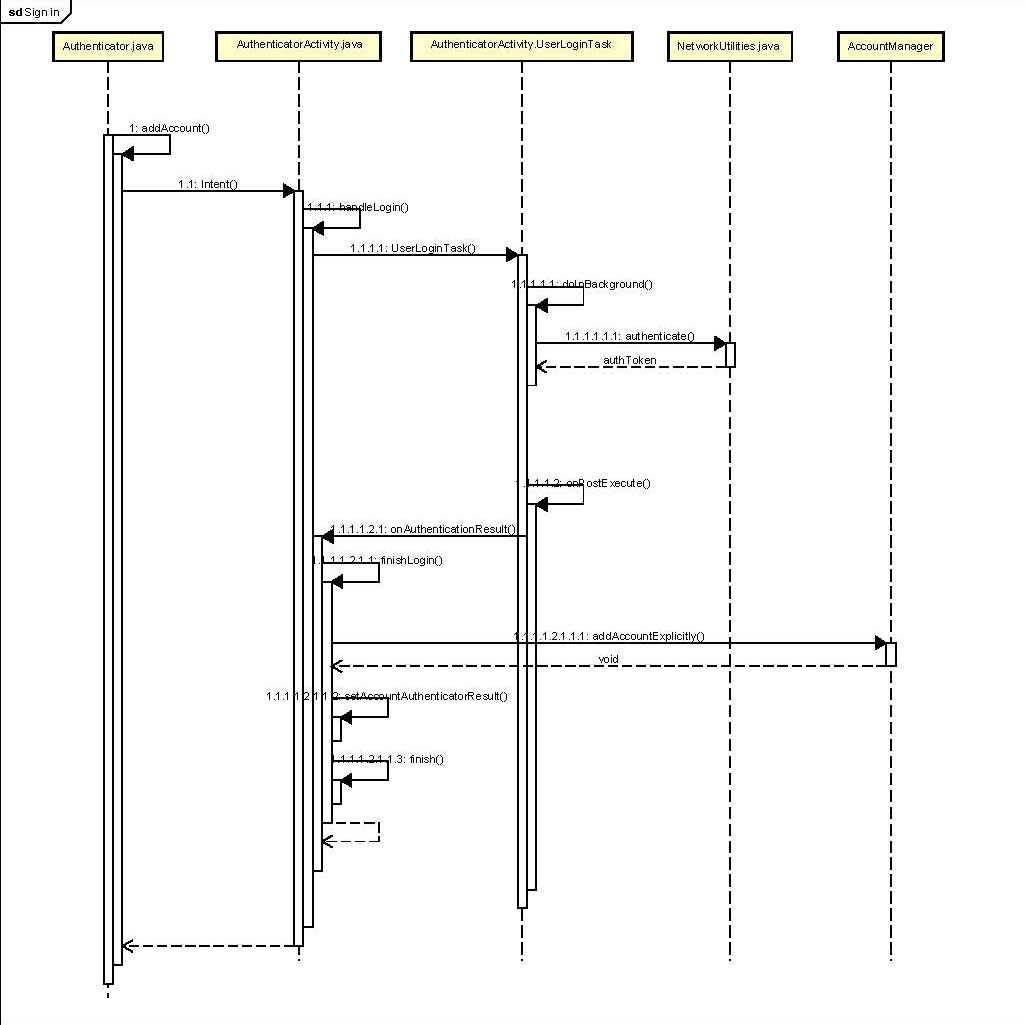 sd Sign in
Authenticator.java
AuthenticatorActivity.java
AuthenticatorActivity.UserLoginTask
NetworkUtilities.java
AccountManager
1: addAccount()
1.1: Intent()
1.1.1: handleLogin()
1.1.1.1: UserLoginTask()
1.1.1.1.1: doInBackground()
1.1.1.1.1.1: authenticate()
authToken
1.1.1.1.2: onPostExecute()
1.1.1.1.2.1: onAuthenticationResult()
1.1.1.1.2.1.1: finishLogin()
1.1.1.1.2.1.1.1: addAccountExplicitly()
void
1.1.1.1.2.1.1.2: setAccountAuthenticatorResult()
1.1.1.1.2.1.1.3: finish()